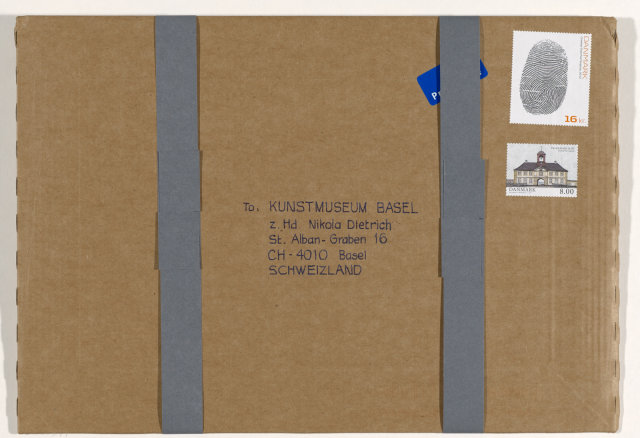 DANMARK
16 kr.
DANMARK 8.00
To. KUNSTMUSEUM BASEL
z. Hd. Nikola Dietrich
St. Alban-Graben 16
CH-4010 Basel
SCHWEIZLAND